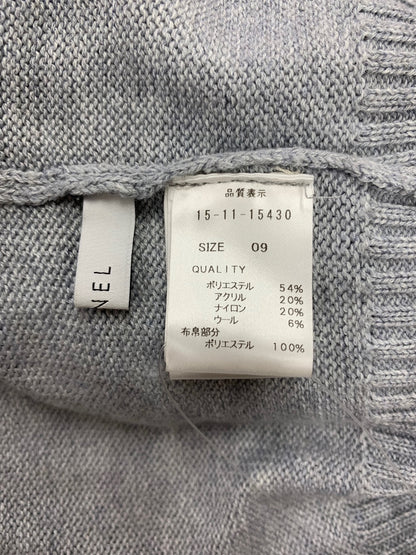 NEL
品質表示
15-11-15430
SIZE 09
QUALITY
ポリエステル 54%
アクリル 20%
ナイロン 20%
ウール 6%
布帛部分
ポリエステル 100%